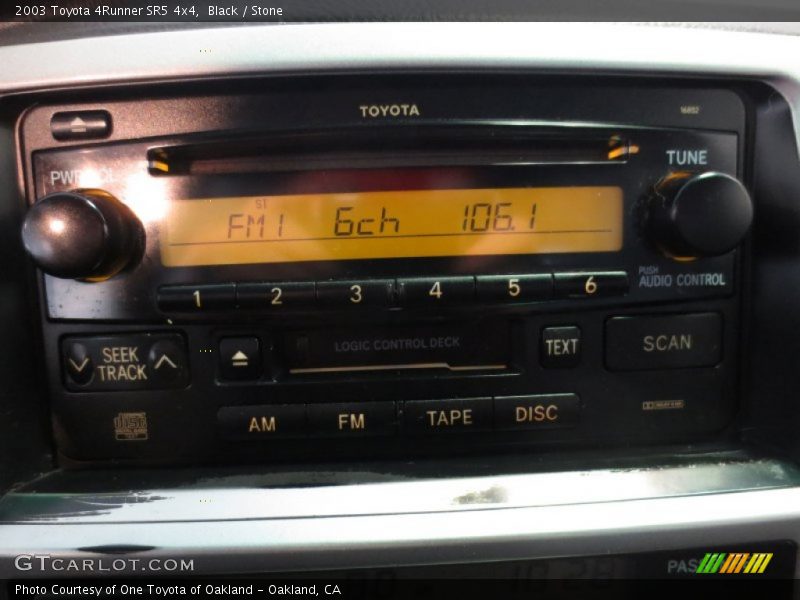 2003 Toyota 4Runner SR5 4x4, Black / Stone
TOYOTA
16852
PWR VOL
TUNE
ST
FM1 6ch 106.1
PUSH
AUDIO CONTROL
1 2 3 4 5 6
LOGIC CONTROL DECK
SEEK
TRACK
TEXT
SCAN
AM FM TAPE DISC
GTCARLOT.COM
PAS
Photo Courtesy of One Toyota of Oakland - Oakland, CA